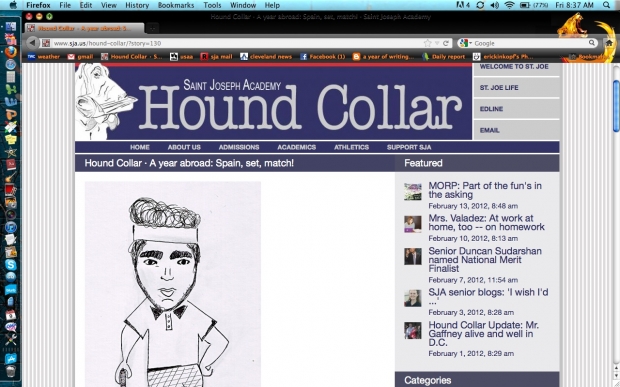 Firefox File Edit View History Bookmarks Tools Window Help
4 (77%) Fri 8:37 AM
Hound Collar - A year abroad: Spain, set, match! - Saint Joseph Academy
Hound Collar - A year abroad: S...
www.sja.us/hound-collar/?story=130
Google
weather gmail Hound Collar · S... usaa sja mall cleveland news Facebook (1) a year of writing... Daily report erickinkopf's Ph... Bookmarks
SAINT JOSEPH ACADEMY
Hound Collar
WELCOME TO ST. JOE
ST. JOE LIFE
EDLINE
EMAIL
HOME ABOUT US ADMISSIONS ACADEMICS ATHLETICS SUPPORT SJA
Hound Collar · A year abroad: Spain, set, match!
Featured
MORP: Part of the fun's in
the asking
February 13, 2012, 8:48 am
Mrs. Valadez: At work at
home, too -- on homework
February 10, 2012, 8:13 am
Senior Duncan Sudarshan
named National Merit
Finalist
February 7, 2012, 11:54 am
SJA senior blogs: 'I wish I'd
...'
February 3, 2012, 8:28 am
Hound Collar Update: Mr.
Gaffney alive and well in
D.C.
February 1, 2012, 8:29 am
Categories